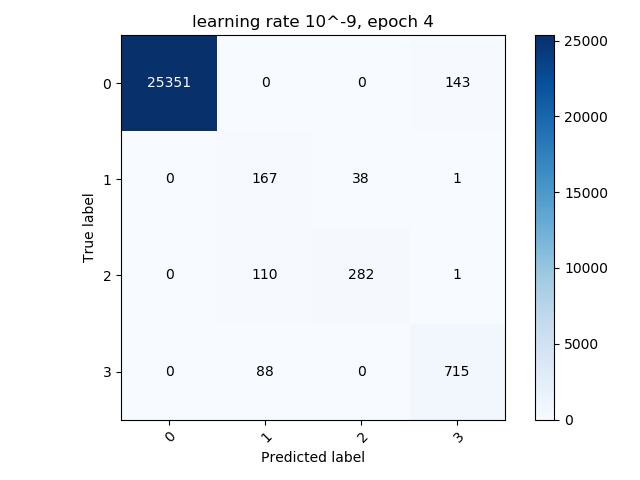 learning rate 10^-9, epoch 4
0 25351 0 0 143
1 0 167 38 1
2 0 110 282 1
3 0 88 0 715
0 1 2 3
True label
Predicted label
25000
20000
15000
10000
5000
0